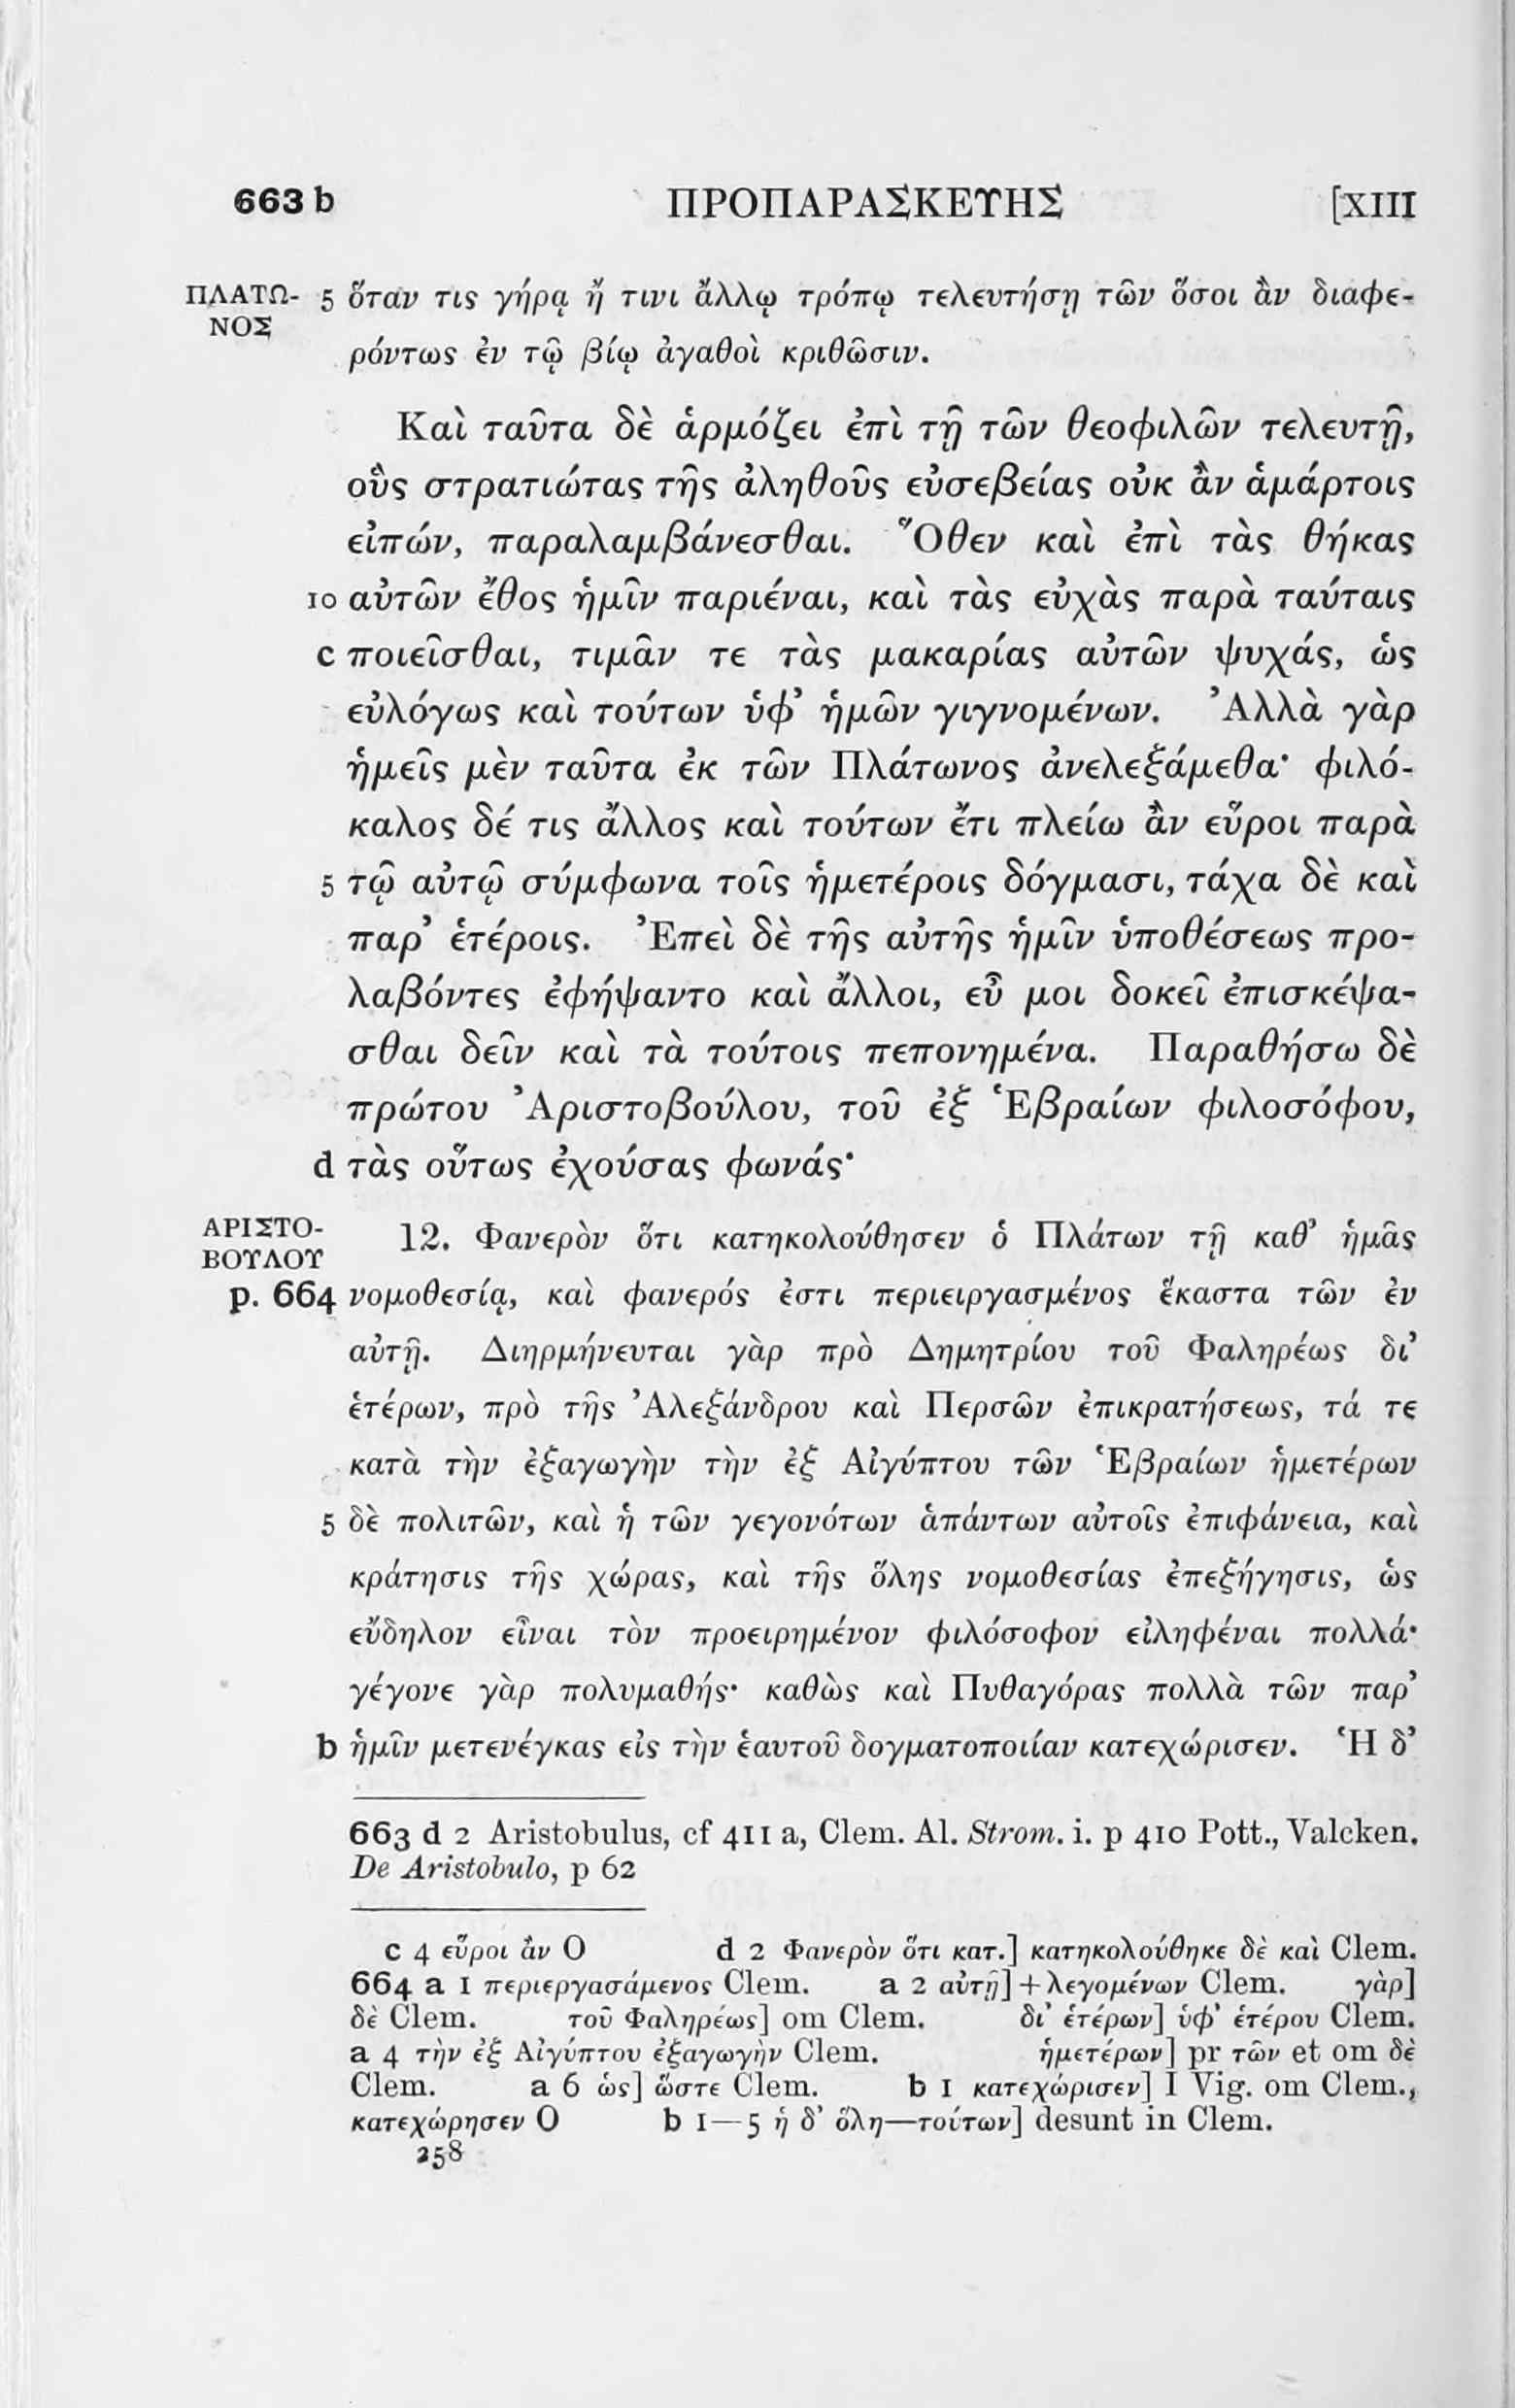 663 b ΠΡΟΠΑΡΑΣΚΕΥΗΣ [XIII
ΠΛΑΤΩ- 5 ὅταν τις γήρᾳ ἤ τινι ἄλλῳ τρόπῳ τελευτήσῃ τῶν ὅσοι ἂν διαφε-
ΝΟΣ
ρόντως ἐν τῷ βίῳ ἀγαθοὶ κριθῶσιν.
Καὶ ταῦτα δὲ ἁρμόζει ἐπὶ τῇ τῶν θεοφιλῶν τελευτῇ,
οὓς στρατιώτας τῆς ἀληθοῦς εὐσεβείας οὐκ ἂν ἁμάρτοις
εἰπών, παραλαμβάνεσθαι. Ὅθεν καὶ ἐπὶ τὰς θήκας
10 αὐτῶν ἔθος ἡμῖν παριέναι, καὶ τὰς εὐχὰς παρὰ ταύταις
c ποιεῖσθαι, τιμᾶν τε τὰς μακαρίας αὐτῶν ψυχάς, ὡς
εὐλόγως καὶ τούτων ὑφ’ ἡμῶν γιγνομένων. Ἀλλὰ γὰρ
ἡμεῖς μὲν ταῦτα ἐκ τῶν Πλάτωνος ἀνελεξάμεθα· φιλό-
καλος δέ τις ἄλλος καὶ τούτων ἔτι πλείω ἂν εὕροι παρὰ
5 τῷ αὐτῷ σύμφωνα τοῖς ἡμετέροις δόγμασι, τάχα δὲ καὶ
παρ’ ἑτέροις. Ἐπεὶ δὲ τῆς αὐτῆς ἡμῖν ὑποθέσεως προ-
λαβόντες ἐφήψαντο καὶ ἄλλοι, εὖ μοι δοκεῖ ἐπισκέψα-
σθαι δεῖν καὶ τὰ τούτοις πεπονημένα. Παραθήσω δὲ
πρώτου Ἀριστοβούλου, τοῦ ἐξ Ἑβραίων φιλοσόφου,
d τὰς οὕτως ἐχούσας φωνάς·
ΑΡΙΣΤΟ- 12. Φανερὸν ὅτι κατηκολούθησεν ὁ Πλάτων τῇ καθ’ ἡμᾶς
ΒΟΥΛΟΥ
p. 664 νομοθεσίᾳ, καὶ φανερός ἐστι περιειργασμένος ἕκαστα τῶν ἐν
αὐτῇ. Διηρμήνευται γὰρ πρὸ Δημητρίου τοῦ Φαληρέως δι’
ἑτέρων, πρὸ τῆς Ἀλεξάνδρου καὶ Περσῶν ἐπικρατήσεως, τά τε
κατὰ τὴν ἐξαγωγὴν τὴν ἐξ Αἰγύπτου τῶν Ἑβραίων ἡμετέρων
5 δὲ πολιτῶν, καὶ ἡ τῶν γεγονότων ἁπάντων αὐτοῖς ἐπιφάνεια, καὶ
κράτησις τῆς χώρας, καὶ τῆς ὅλης νομοθεσίας ἐπεξήγησις, ὡς
εὔδηλον εἶναι τὸν προειρημένον φιλόσοφον εἰληφέναι πολλά·
γέγονε γὰρ πολυμαθής· καθὼς καὶ Πυθαγόρας πολλὰ τῶν παρ’
b ἡμῖν μετενέγκας εἰς τὴν ἑαυτοῦ δογματοποιίαν κατεχώρισεν. Ἡ δ’
663 d 2 Aristobulus, cf 411 a, Clem. Al. Strom. i. p 410 Pott., Valcken.
De Aristobulo, p 62
c 4 εὕροι ἂν O d 2 Φανερὸν ὅτι κατ.] κατηκολούθηκε δὲ καὶ Clem.
664 a 1 περιεργασάμενος Clem. a 2 αὐτῇ] + λεγομένων Clem. γὰρ]
δὲ Clem. τοῦ Φαληρέως] om Clem. δι’ ἑτέρων] ὑφ’ ἑτέρου Clem.
a 4 τὴν ἐξ Αἰγύπτου ἐξαγωγὴν Clem. ἡμετέρων] pr τῶν et om δὲ
Clem. a 6 ὡς] ὥστε Clem. b 1 κατεχώρισεν] I Vig. om Clem.,
κατεχώρησεν O b 1—5 ἡ δ’ ὅλη—τούτων] desunt in Clem.
258